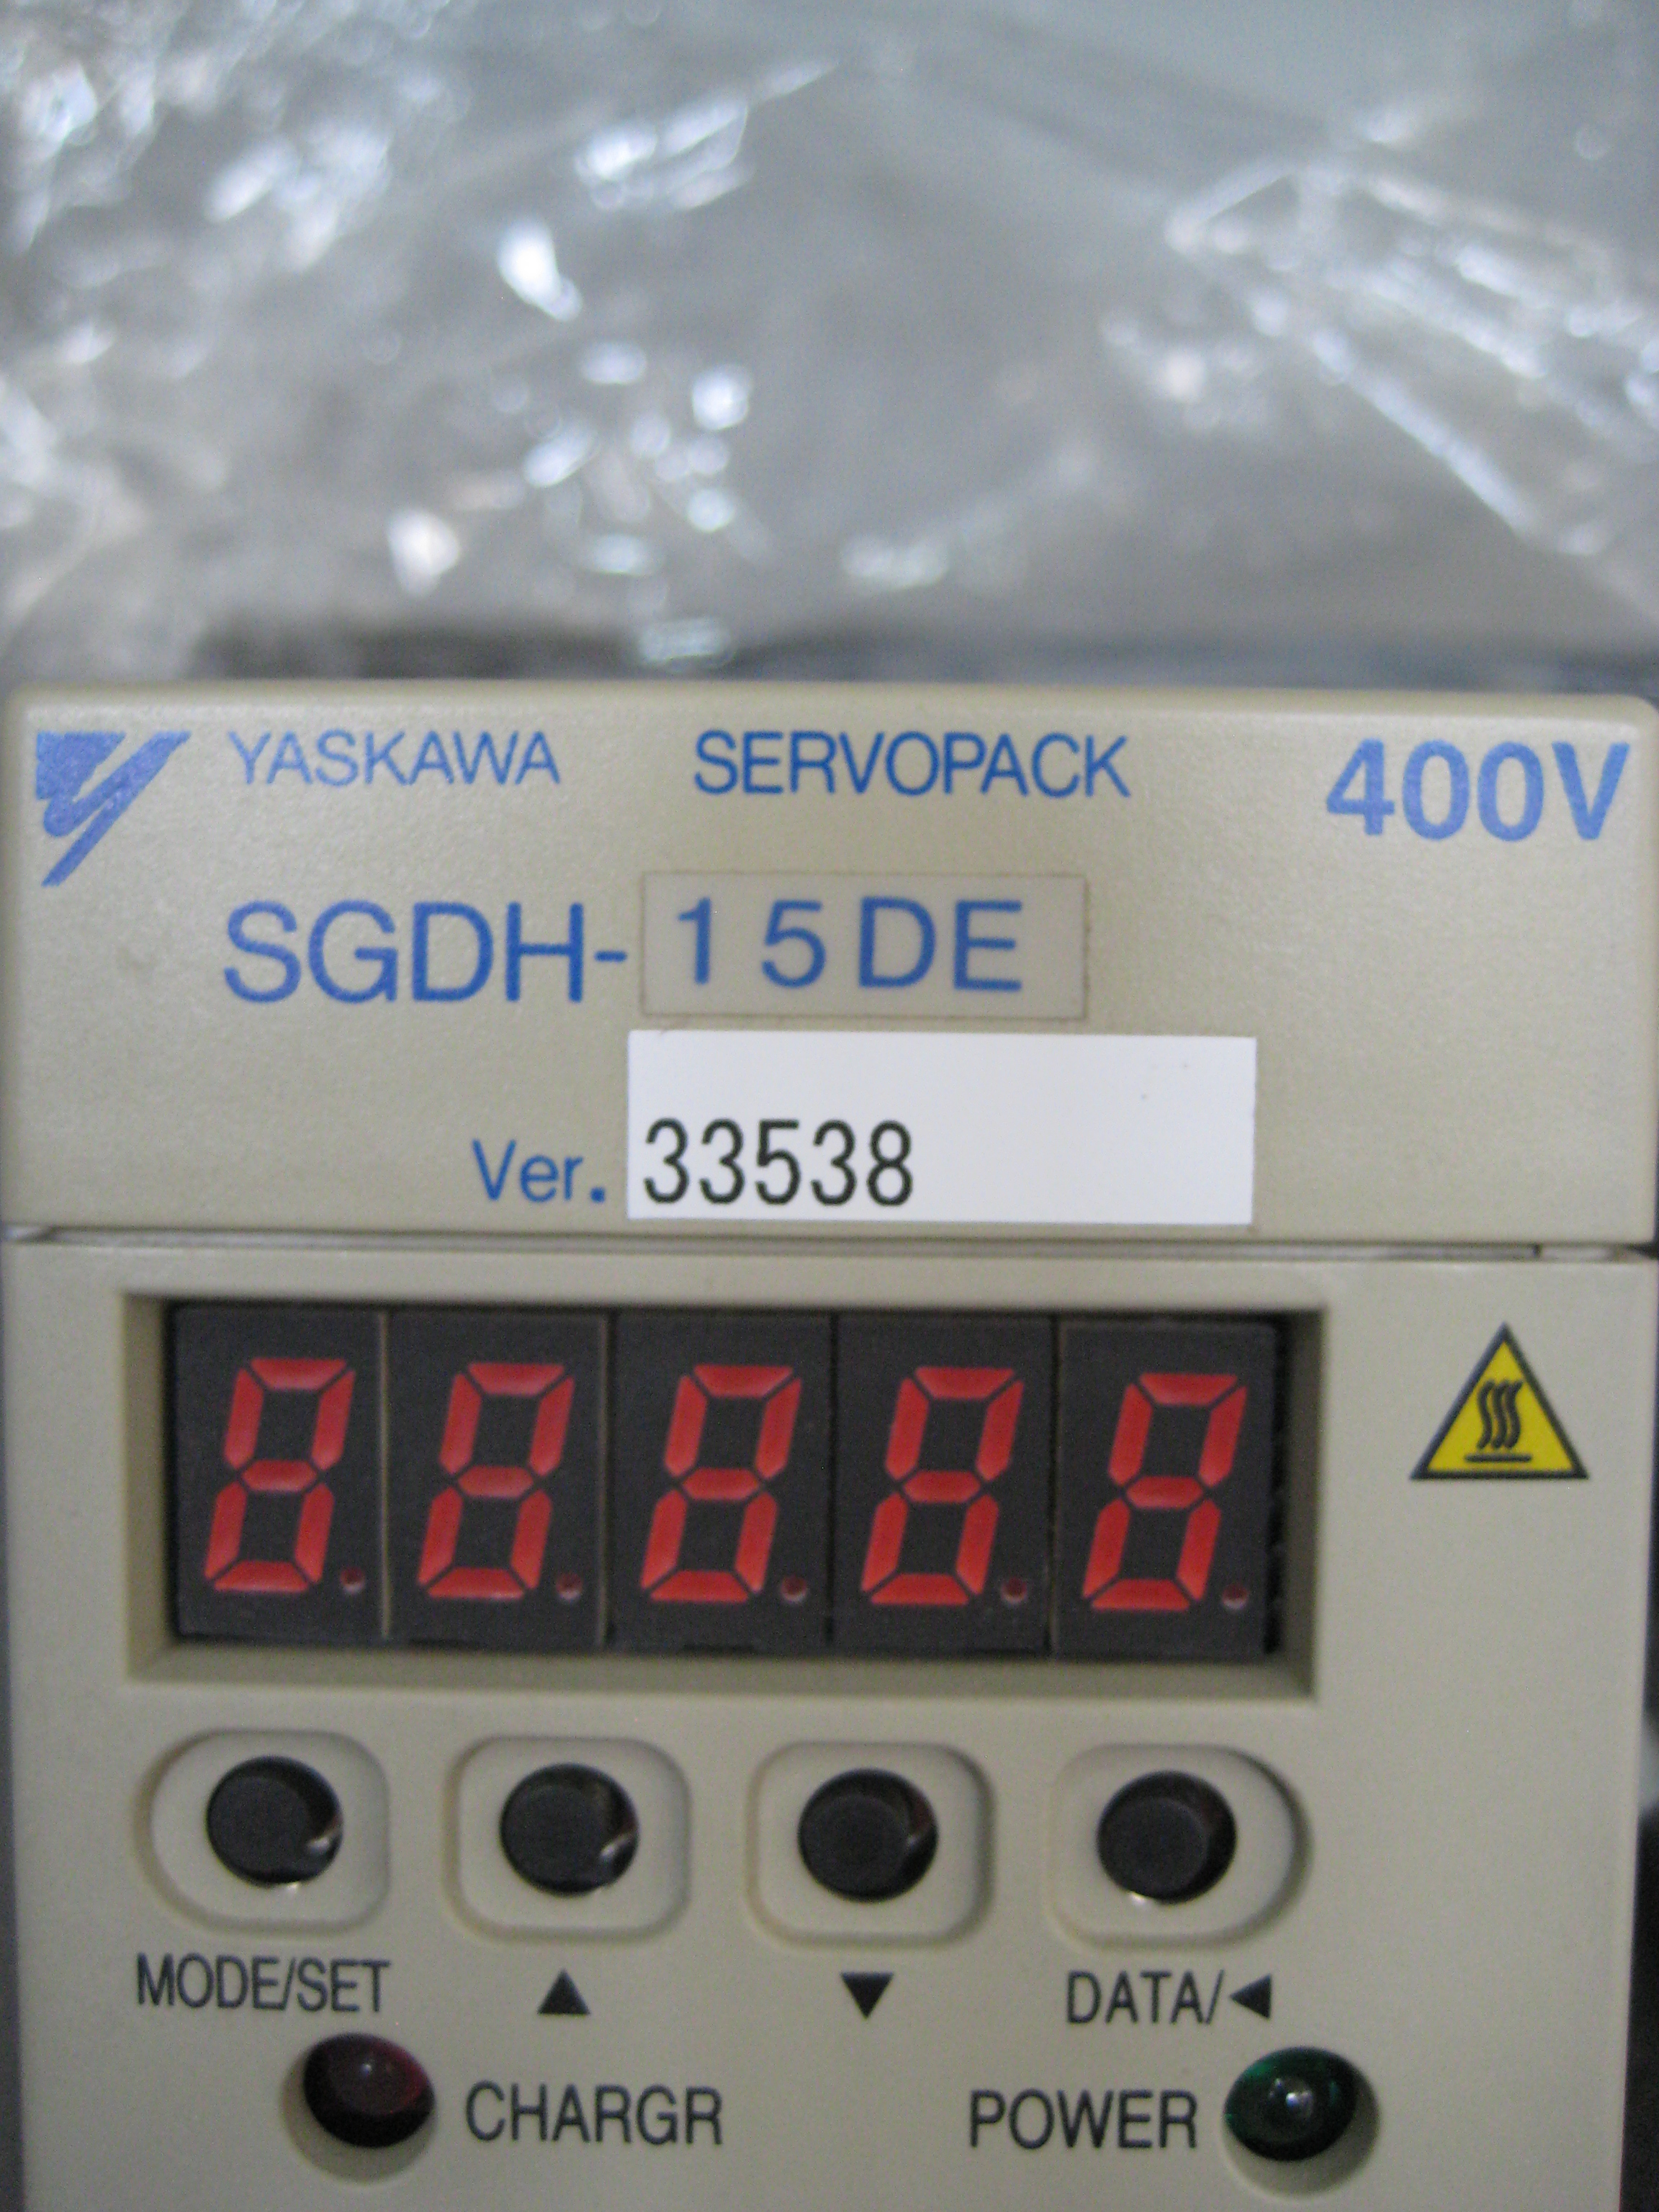 YASKAWA SERVOPACK 400V
SGDH-15DE
Ver. 33538
8.8.8.8.8.
MODE/SET ▲ ▼ DATA/◀
CHARGR POWER